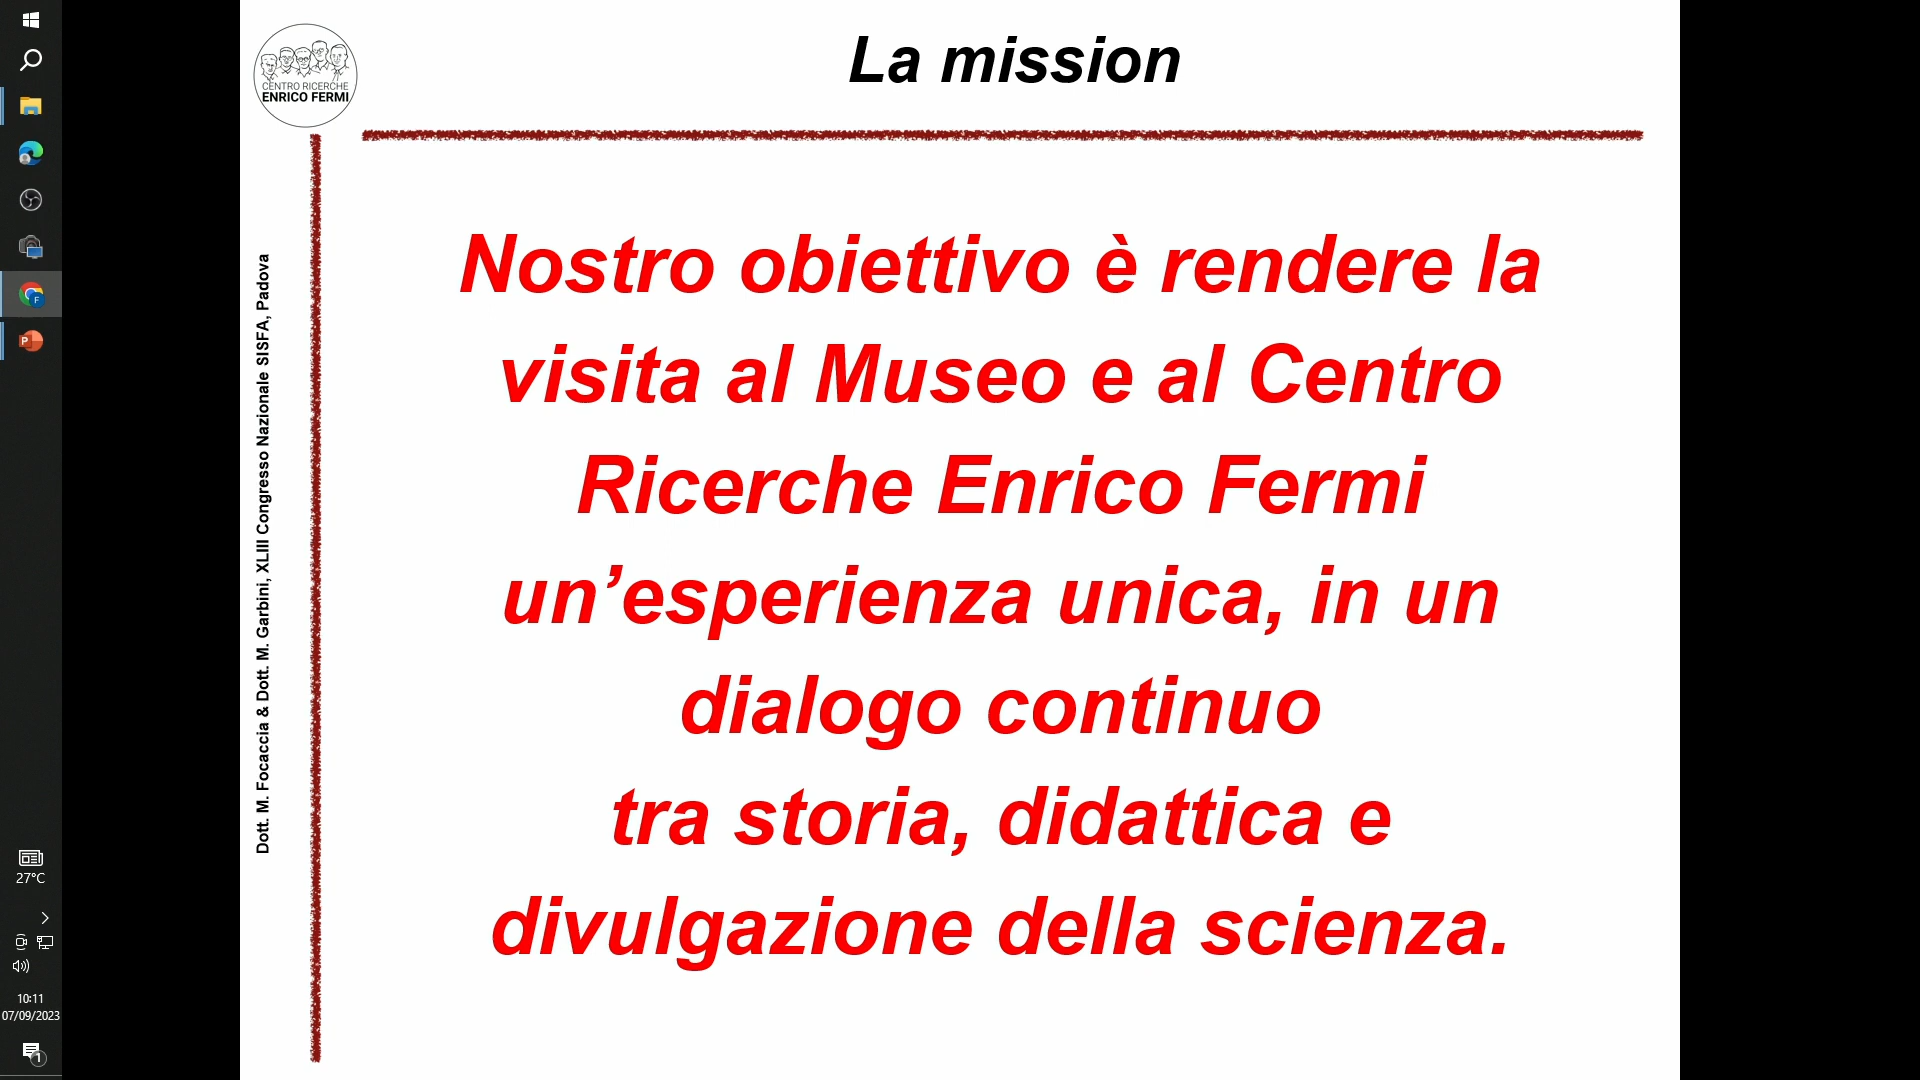 La mission
CENTRO RICERCHE
ENRICO FERMI
Dott. M. Focaccia & Dott. M. Garbini, XLIII Congresso Nazionale SISFA, Padova
Nostro obiettivo è rendere la
visita al Museo e al Centro
Ricerche Enrico Fermi
un’esperienza unica, in un
dialogo continuo
tra storia, didattica e
divulgazione della scienza.
27°C
10:11
07/09/2023
1
F
P